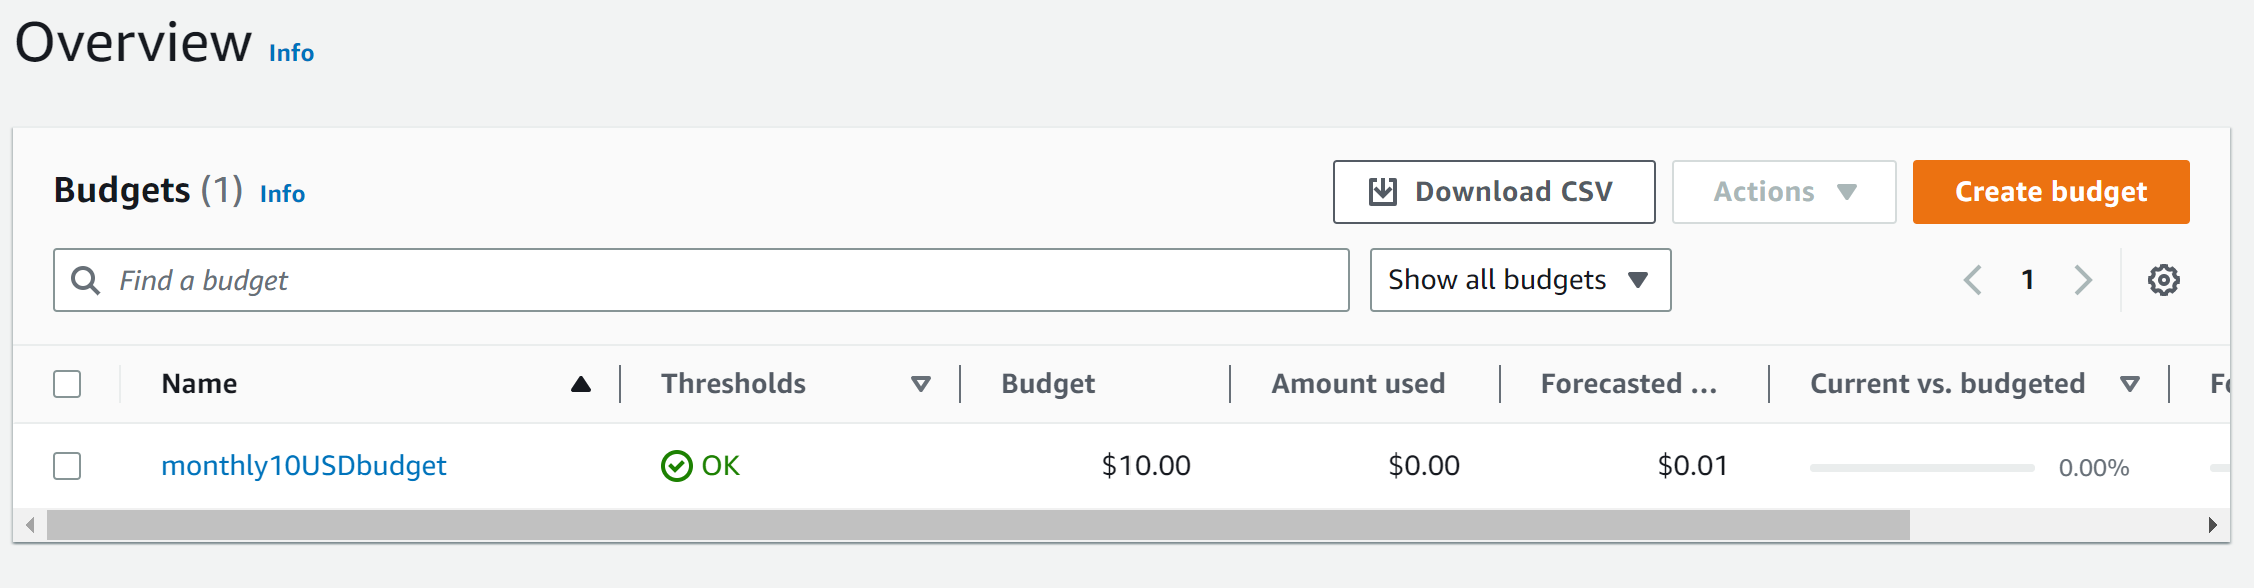 Overview Info
Budgets (1) Info
Download CSV
Actions
Create budget
Find a budget
Show all budgets
1
Name Thresholds Budget Amount used Forecasted ... Current vs. budgeted
monthly10USDbudget OK $10.00 $0.00 $0.01 0.00%